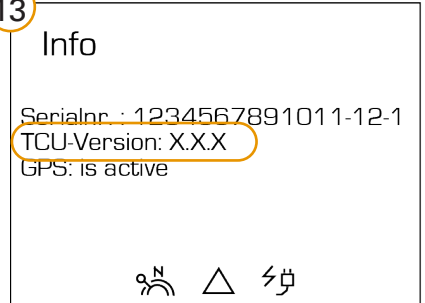 13
Info
Serialnr. : 1234567891011-12-1
TCU-Version: X.X.X
GPS: is active
N